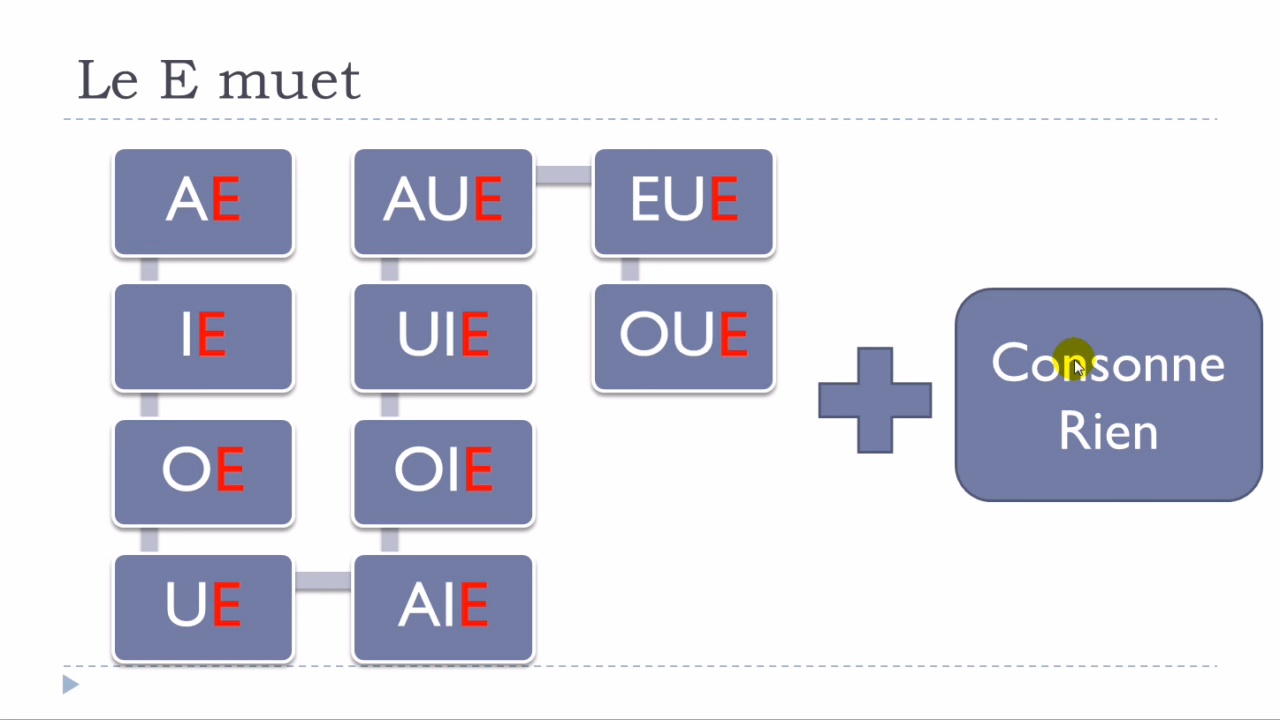 Le E muet
AE
IE
OE
UE
AIE
OIE
UIE
AUE
EUE
OUE
Consonne
Rien